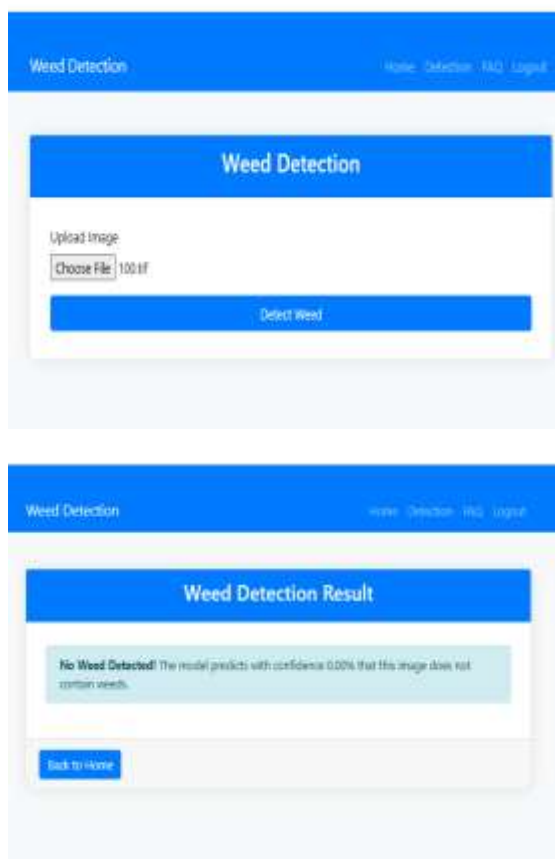 Weed Detection
Home Detection FAQ Logout
Weed Detection
Upload Image
Choose File 100.tif
Detect Weed
Weed Detection
Home Detection FAQ Logout
Weed Detection Result
No Weed Detected! The model predicts with confidence 0.00% that this image does not
contain weeds.
Back to Home